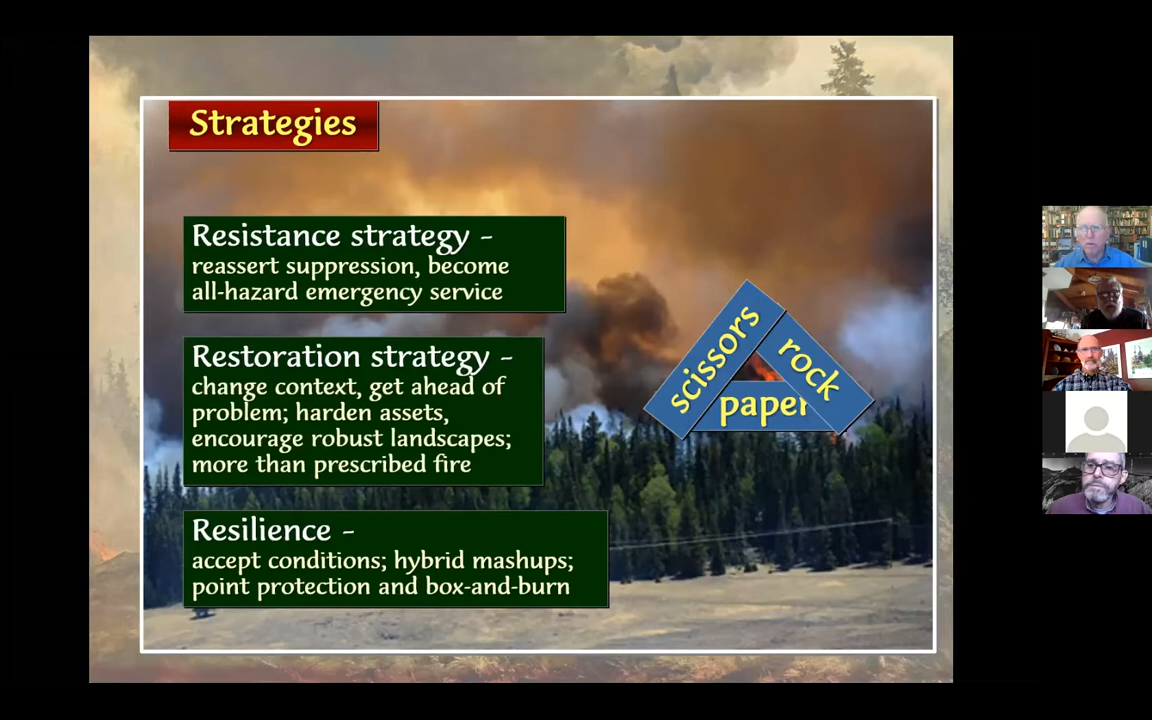 Strategies
Resistance strategy -
reassert suppression, become
all-hazard emergency service
Restoration strategy -
change context, get ahead of
problem; harden assets,
encourage robust landscapes;
more than prescribed fire
Resilience -
accept conditions; hybrid mashups;
point protection and box-and-burn
scissors
rock
paper